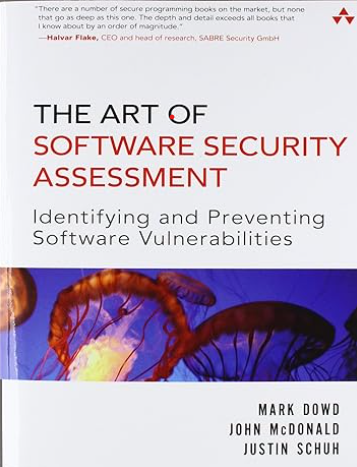 "There are a number of secure programming books on the market, but none
that go as deep as this one. The depth and detail exceeds all books that
I know about by an order of magnitude."
—Halvar Flake, CEO and head of research, SABRE Security GmbH
THE ART OF
SOFTWARE SECURITY
ASSESSMENT
Identifying and Preventing
Software Vulnerabilities
MARK DOWD
JOHN McDONALD
JUSTIN SCHUH